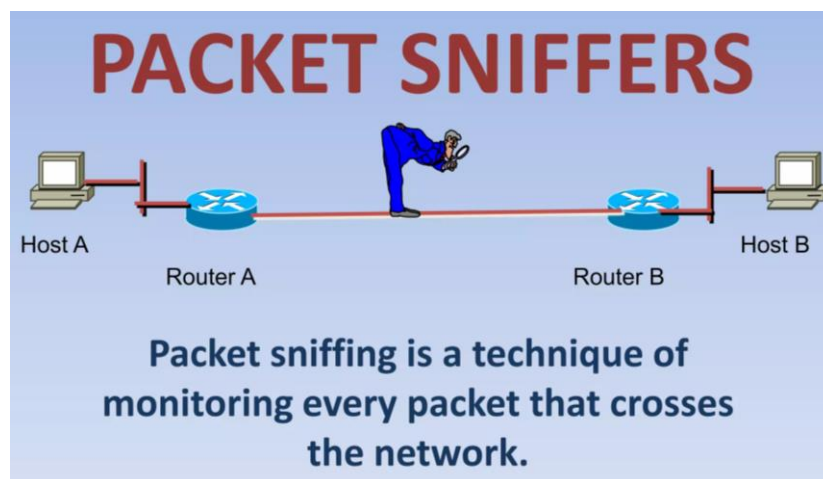 PACKET SNIFFERS
Host A
Router A
Router B
Host B
Packet sniffing is a technique of
monitoring every packet that crosses
the network.